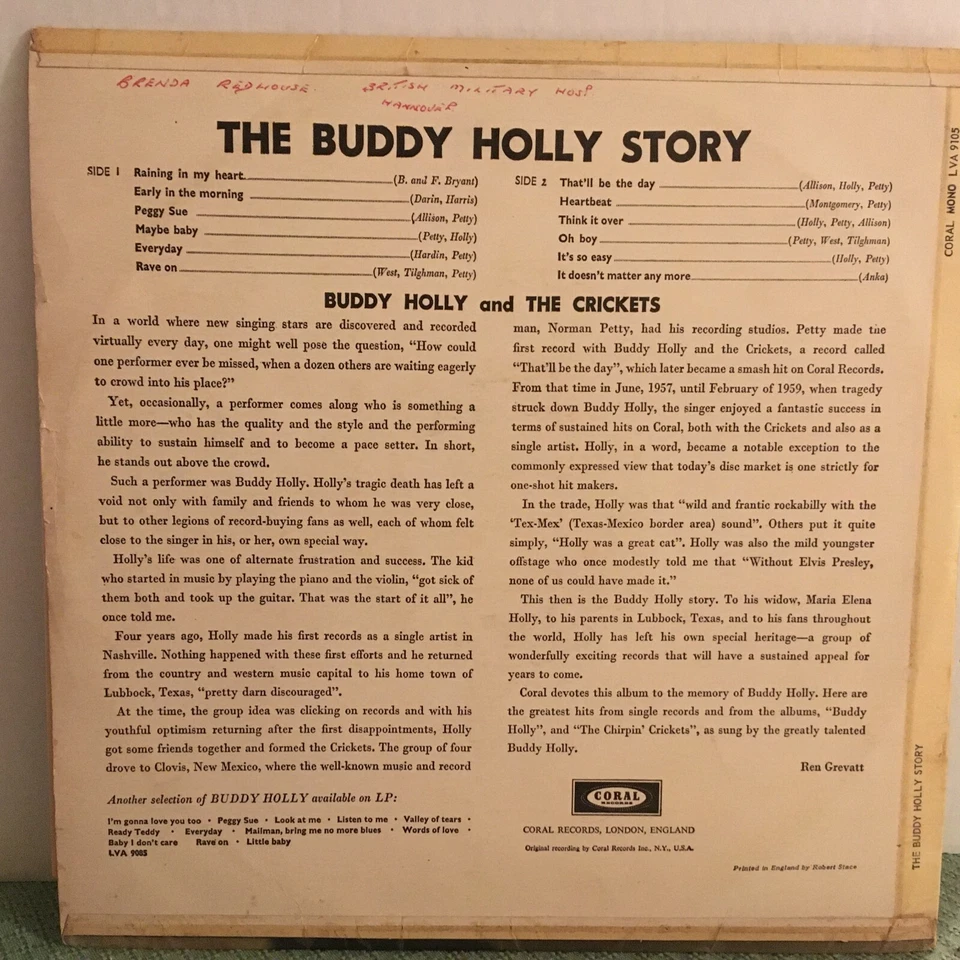 BRENDA REDHOUSE. BRITISH MILITARY HOSP.
HANNOVER
THE BUDDY HOLLY STORY
SIDE 1 Raining in my heart (B. and F. Bryant)
Early in the morning (Darin, Harris)
Peggy Sue (Allison, Petty)
Maybe baby (Petty, Holly)
Everyday (Hardin, Petty)
Rave on (West, Tilghman, Petty)
SIDE 2 That'll be the day (Allison, Holly, Petty)
Heartbeat (Montgomery, Petty)
Think it over (Holly, Petty, Allison)
Oh boy (Petty, West, Tilghman)
It's so easy (Holly, Petty)
It doesn't matter any more (Anka)
BUDDY HOLLY and THE CRICKETS
In a world where new singing stars are discovered and recorded
virtually every day, one might well pose the question, "How could
one performer ever be missed, when a dozen others are waiting eagerly
to crowd into his place?"
Yet, occasionally, a performer comes along who is something a
little more—who has the quality and the style and the performing
ability to sustain himself and to become a pace setter. In short,
he stands out above the crowd.
Such a performer was Buddy Holly. Holly's tragic death has left a
void not only with family and friends to whom he was very close,
but to other legions of record-buying fans as well, each of whom felt
close to the singer in his, or her, own special way.
Holly's life was one of alternate frustration and success. The kid
who started in music by playing the piano and the violin, "got sick of
them both and took up the guitar. That was the start of it all", he
once told me.
Four years ago, Holly made his first records as a single artist in
Nashville. Nothing happened with these first efforts and he returned
from the country and western music capital to his home town of
Lubbock, Texas, "pretty darn discouraged".
At the time, the group idea was clicking on records and with his
youthful optimism returning after the first disappointments, Holly
got some friends together and formed the Crickets. The group of four
drove to Clovis, New Mexico, where the well-known music and record
man, Norman Petty, had his recording studios. Petty made the
first record with Buddy Holly and the Crickets, a record called
"That'll be the day", which later became a smash hit on Coral Records.
From that time in June, 1957, until February of 1959, when tragedy
struck down Buddy Holly, the singer enjoyed a fantastic success in
terms of sustained hits on Coral, both with the Crickets and also as a
single artist. Holly, in a word, became a notable exception to the
commonly expressed view that today's disc market is one strictly for
one-shot hit makers.
In the trade, Holly was that "wild and frantic rockabilly with the
'Tex-Mex' (Texas-Mexico border area) sound". Others put it quite
simply, "Holly was a great cat". Holly was also the mild youngster
offstage who once modestly told me that "Without Elvis Presley,
none of us could have made it."
This then is the Buddy Holly story. To his widow, Maria Elena
Holly, to his parents in Lubbock, Texas, and to his fans throughout
the world, Holly has left his own special heritage—a group of
wonderfully exciting records that will have a sustained appeal for
years to come.
Coral devotes this album to the memory of Buddy Holly. Here are
the greatest hits from single records and from the albums, "Buddy
Holly", and "The Chirpin' Crickets", as sung by the greatly talented
Buddy Holly.
Ren Grevatt
Another selection of BUDDY HOLLY available on LP:
I'm gonna love you too • Peggy Sue • Look at me • Listen to me • Valley of tears •
Ready Teddy • Everyday • Mailman, bring me no more blues • Words of love •
Baby I don't care Rave on • Little baby
LVA 9085
CORAL
RECORDS
CORAL RECORDS, LONDON, ENGLAND
Original recording by Coral Records Inc., N.Y., U.S.A.
Printed in England by Robert Stace
CORAL MONO LVA 9105
THE BUDDY HOLLY STORY